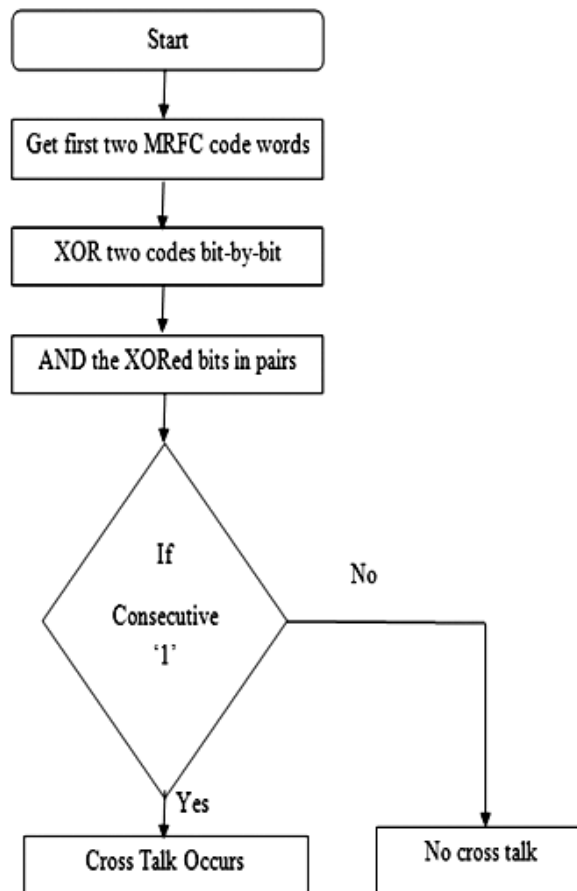 Start
Get first two MRFC code words
XOR two codes bit-by-bit
AND the XORed bits in pairs
If
Consecutive
‘1’
No
Yes
Cross Talk Occurs
No cross talk